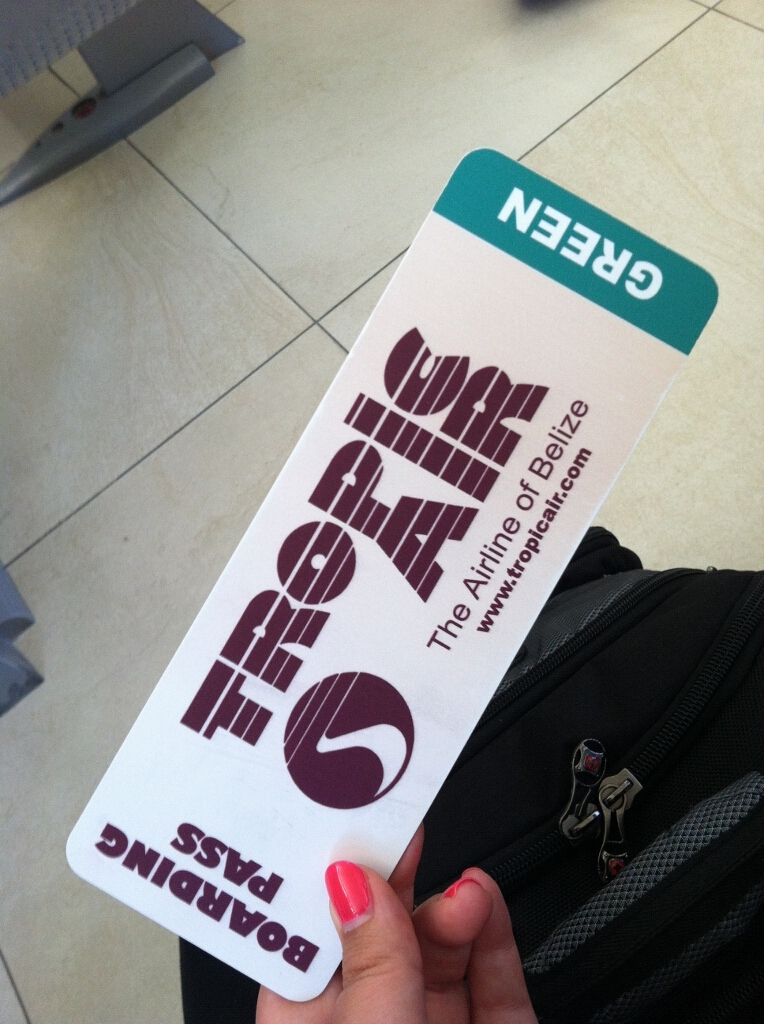 GREEN
TROPIC
AIR
The Airline of Belize
www.tropicair.com
BOARDING
PASS